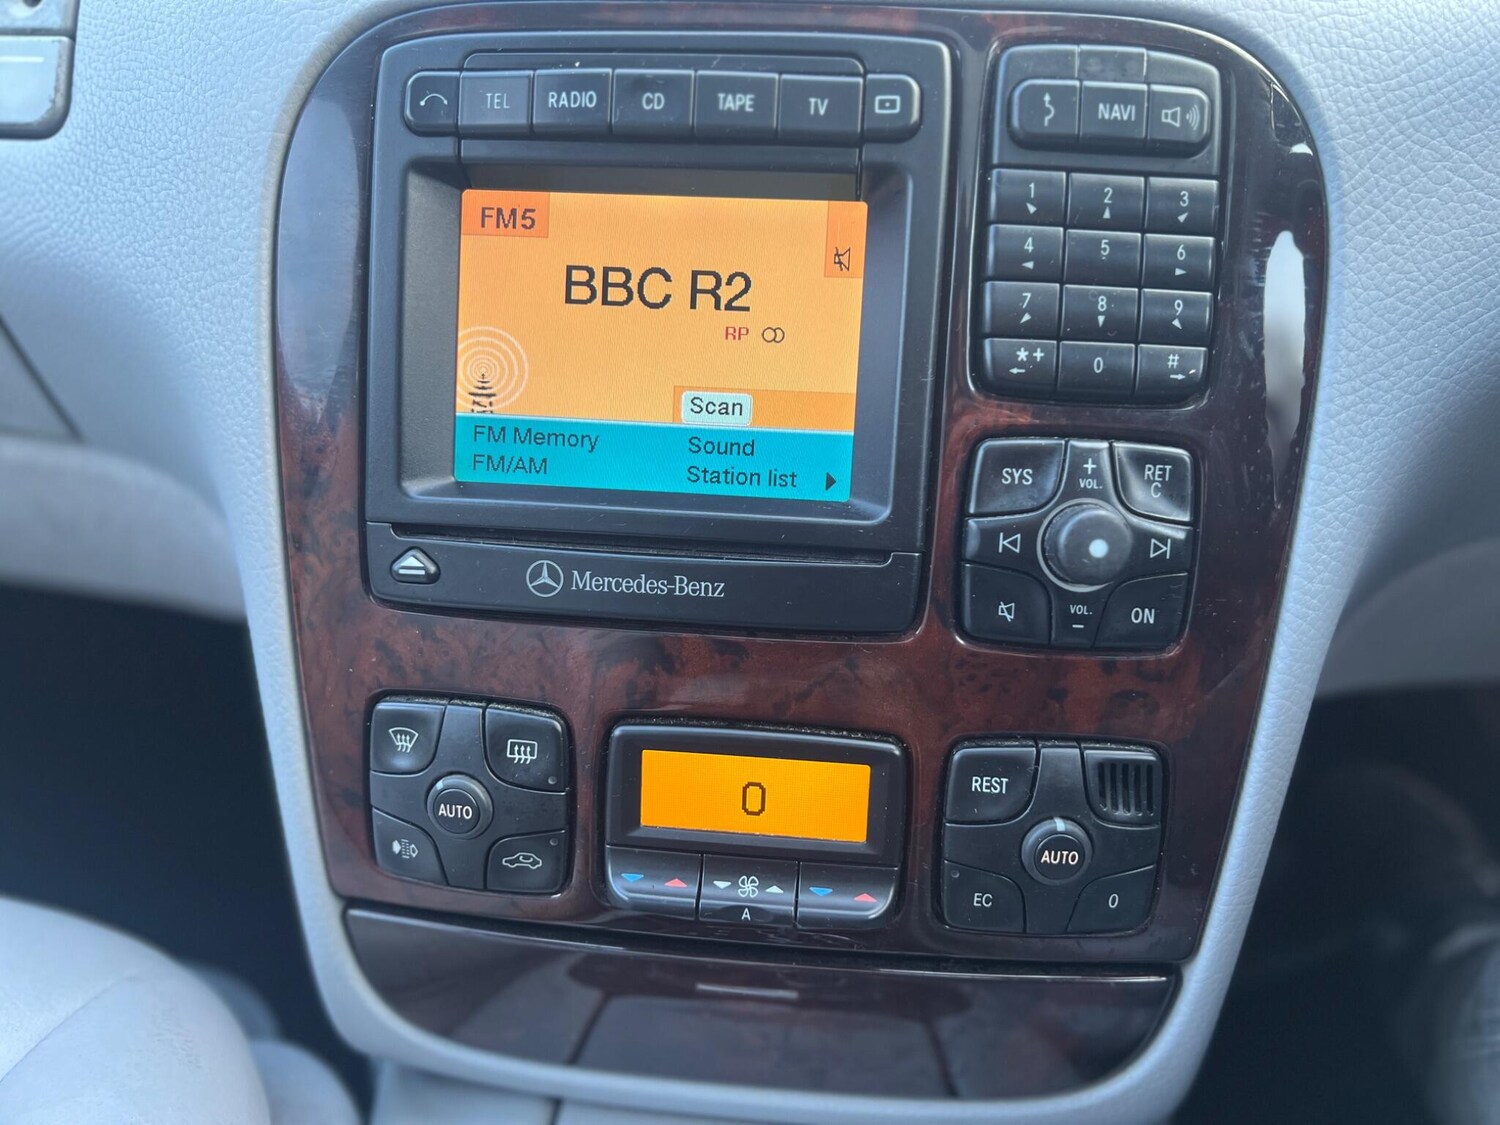 TEL RADIO CD TAPE TV
NAVI
FM5
BBC R2
RP
Scan
FM Memory Sound
FM/AM Station list
Mercedes-Benz
1 2 3
4 5 6
7 8 9
*+ 0 #
SYS + VOL. RET C
VOL. - ON
AUTO
0
A
REST
AUTO
EC 0